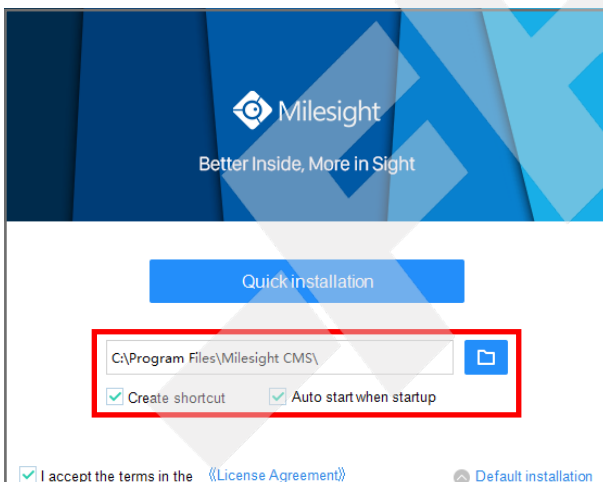 Milesight
Better Inside, More in Sight
Quick installation
C:\Program Files\Milesight CMS\
Create shortcut Auto start when startup
I accept the terms in the 《License Agreement》 Default installation